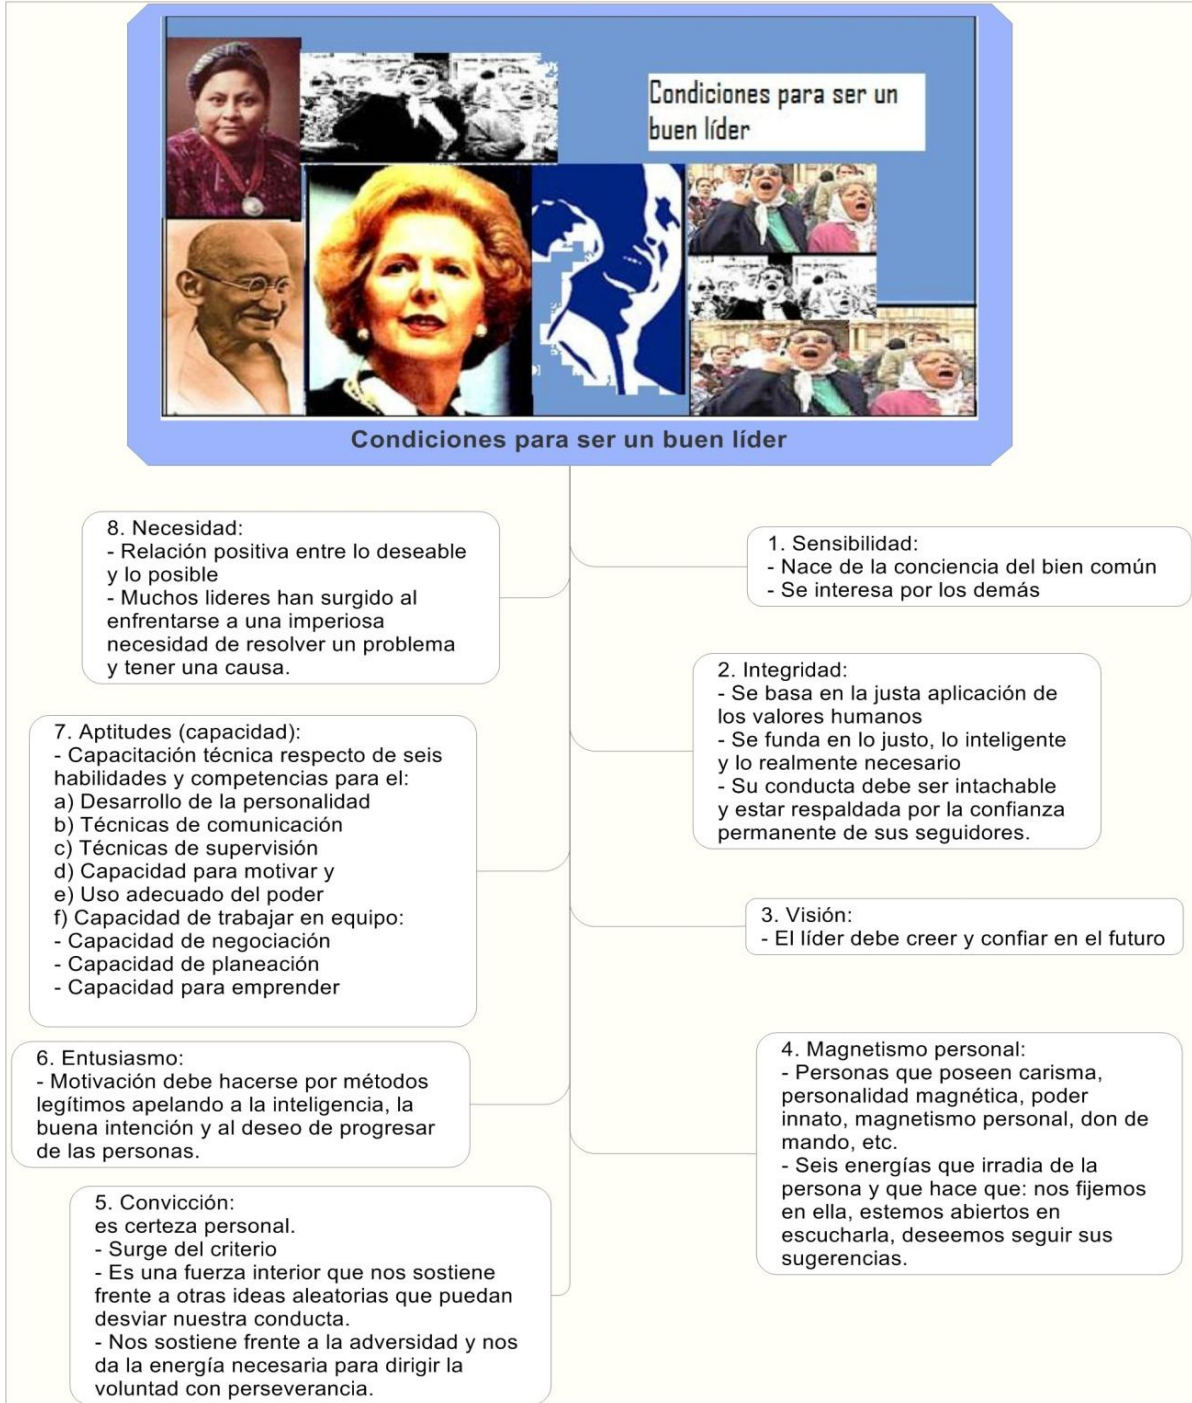 Condiciones para ser un
buen líder
Condiciones para ser un buen líder
1. Sensibilidad:
- Nace de la conciencia del bien común
- Se interesa por los demás
2. Integridad:
- Se basa en la justa aplicación de
los valores humanos
- Se funda en lo justo, lo inteligente
y lo realmente necesario
- Su conducta debe ser intachable
y estar respaldada por la confianza
permanente de sus seguidores.
3. Visión:
- El líder debe creer y confiar en el futuro
4. Magnetismo personal:
- Personas que poseen carisma,
personalidad magnética, poder
innato, magnetismo personal, don de
mando, etc.
- Seis energías que irradia de la
persona y que hace que: nos fijemos
en ella, estemos abiertos en
escucharla, deseemos seguir sus
sugerencias.
5. Convicción:
es certeza personal.
- Surge del criterio
- Es una fuerza interior que nos sostiene
frente a otras ideas aleatorias que puedan
desviar nuestra conducta.
- Nos sostiene frente a la adversidad y nos
da la energía necesaria para dirigir la
voluntad con perseverancia.
6. Entusiasmo:
- Motivación debe hacerse por métodos
legítimos apelando a la inteligencia, la
buena intención y al deseo de progresar
de las personas.
7. Aptitudes (capacidad):
- Capacitación técnica respecto de seis
habilidades y competencias para el:
a) Desarrollo de la personalidad
b) Técnicas de comunicación
c) Técnicas de supervisión
d) Capacidad para motivar y
e) Uso adecuado del poder
f) Capacidad de trabajar en equipo:
- Capacidad de negociación
- Capacidad de planeación
- Capacidad para emprender
8. Necesidad:
- Relación positiva entre lo deseable
y lo posible
- Muchos lideres han surgido al
enfrentarse a una imperiosa
necesidad de resolver un problema
y tener una causa.